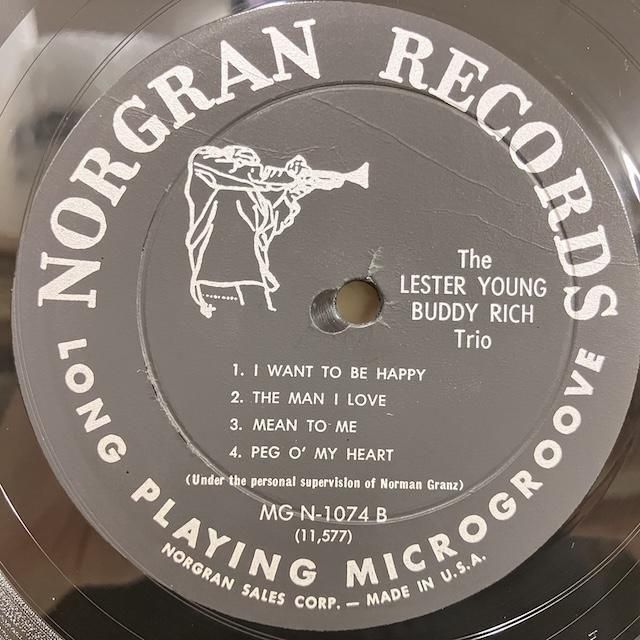 NORGRAN RECORDS
The
LESTER YOUNG
BUDDY RICH
Trio
1. I WANT TO BE HAPPY
2. THE MAN I LOVE
3. MEAN TO ME
4. PEG O' MY HEART
(Under the personal supervision of Norman Granz)
MG N-1074 B
(11,577)
LONG PLAYING MICROGROOVE
NORGRAN SALES CORP. — MADE IN U.S.A.